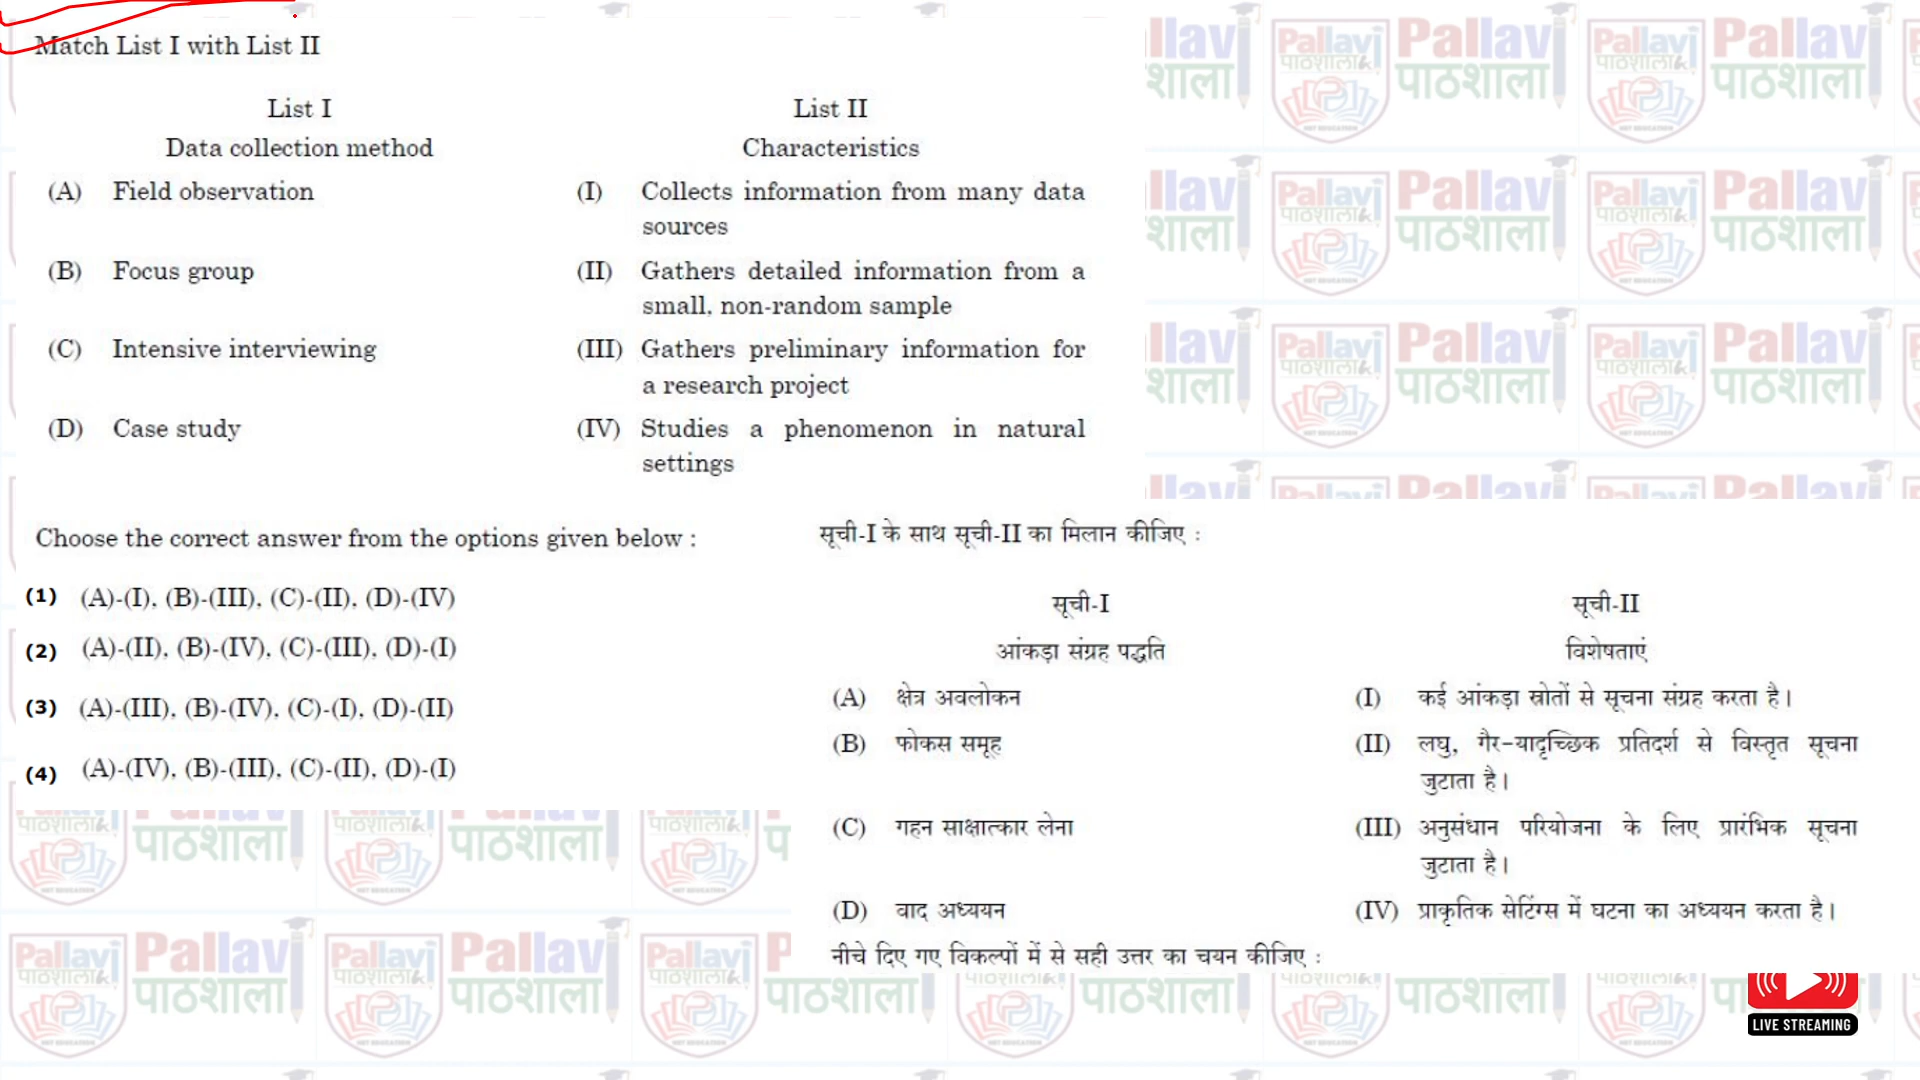 Match List I with List II
List I
List II
Data collection method
Characteristics
(A) Field observation
(I) Collects information from many data
sources
(B) Focus group
(II) Gathers detailed information from a
small, non-random sample
(C) Intensive interviewing
(III) Gathers preliminary information for
a research project
(D) Case study
(IV) Studies a phenomenon in natural
settings
Choose the correct answer from the options given below :
(1) (A)-(I), (B)-(III), (C)-(II), (D)-(IV)
(2) (A)-(II), (B)-(IV), (C)-(III), (D)-(I)
(3) (A)-(III), (B)-(IV), (C)-(I), (D)-(II)
(4) (A)-(IV), (B)-(III), (C)-(II), (D)-(I)
सूची-I के साथ सूची-II का मिलान कीजिए :
सूची-I
सूची-II
आंकड़ा संग्रह पद्धति
विशेषताएं
(A) क्षेत्र अवलोकन
(I) कई आंकड़ा स्रोतों से सूचना संग्रह करता है।
(B) फोकस समूह
(II) लघु, गैर-यादृच्छिक प्रतिदर्श से विस्तृत सूचना
जुटाता है।
(C) गहन साक्षात्कार लेना
(III) अनुसंधान परियोजना के लिए प्रारंभिक सूचना
जुटाता है।
(D) वाद अध्ययन
(IV) प्राकृतिक सेटिंग्स में घटना का अध्ययन करता है।
नीचे दिए गए विकल्पों में से सही उत्तर का चयन कीजिए :
Pallavi
पाठशाला
NET EDUCATION
LIVE STREAMING